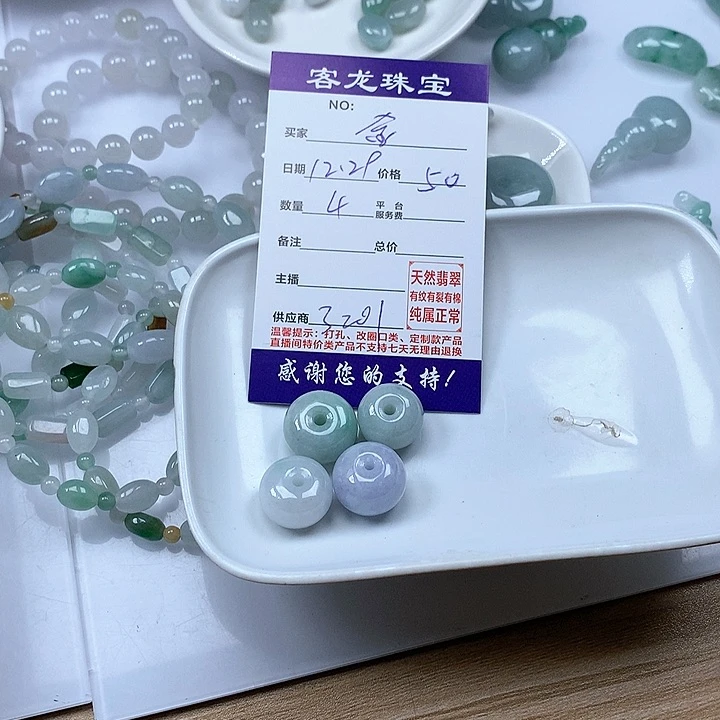 客龙珠宝
NO:
买家
日期 12.29 价格 50
数量 4 平台服务费
备注 总价
主播
天然翡翠
有纹有裂有棉
纯属正常
供应商
温馨提示：打孔、改圈口类、定制款产品
直播间特价类产品不支持七天无理由退换
感谢您的支持！